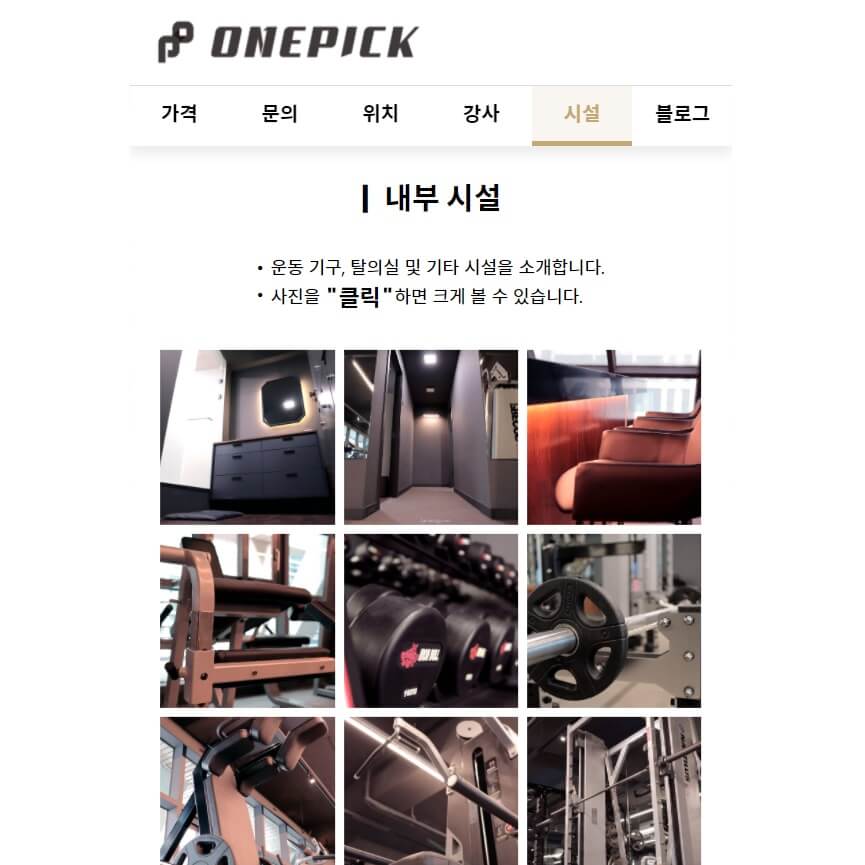 ONEPICK
가격 문의 위치 강사 시설 블로그
내부 시설
• 운동 기구, 탈의실 및 기타 시설을 소개합니다.
• 사진을 "클릭"하면 크게 볼 수 있습니다.